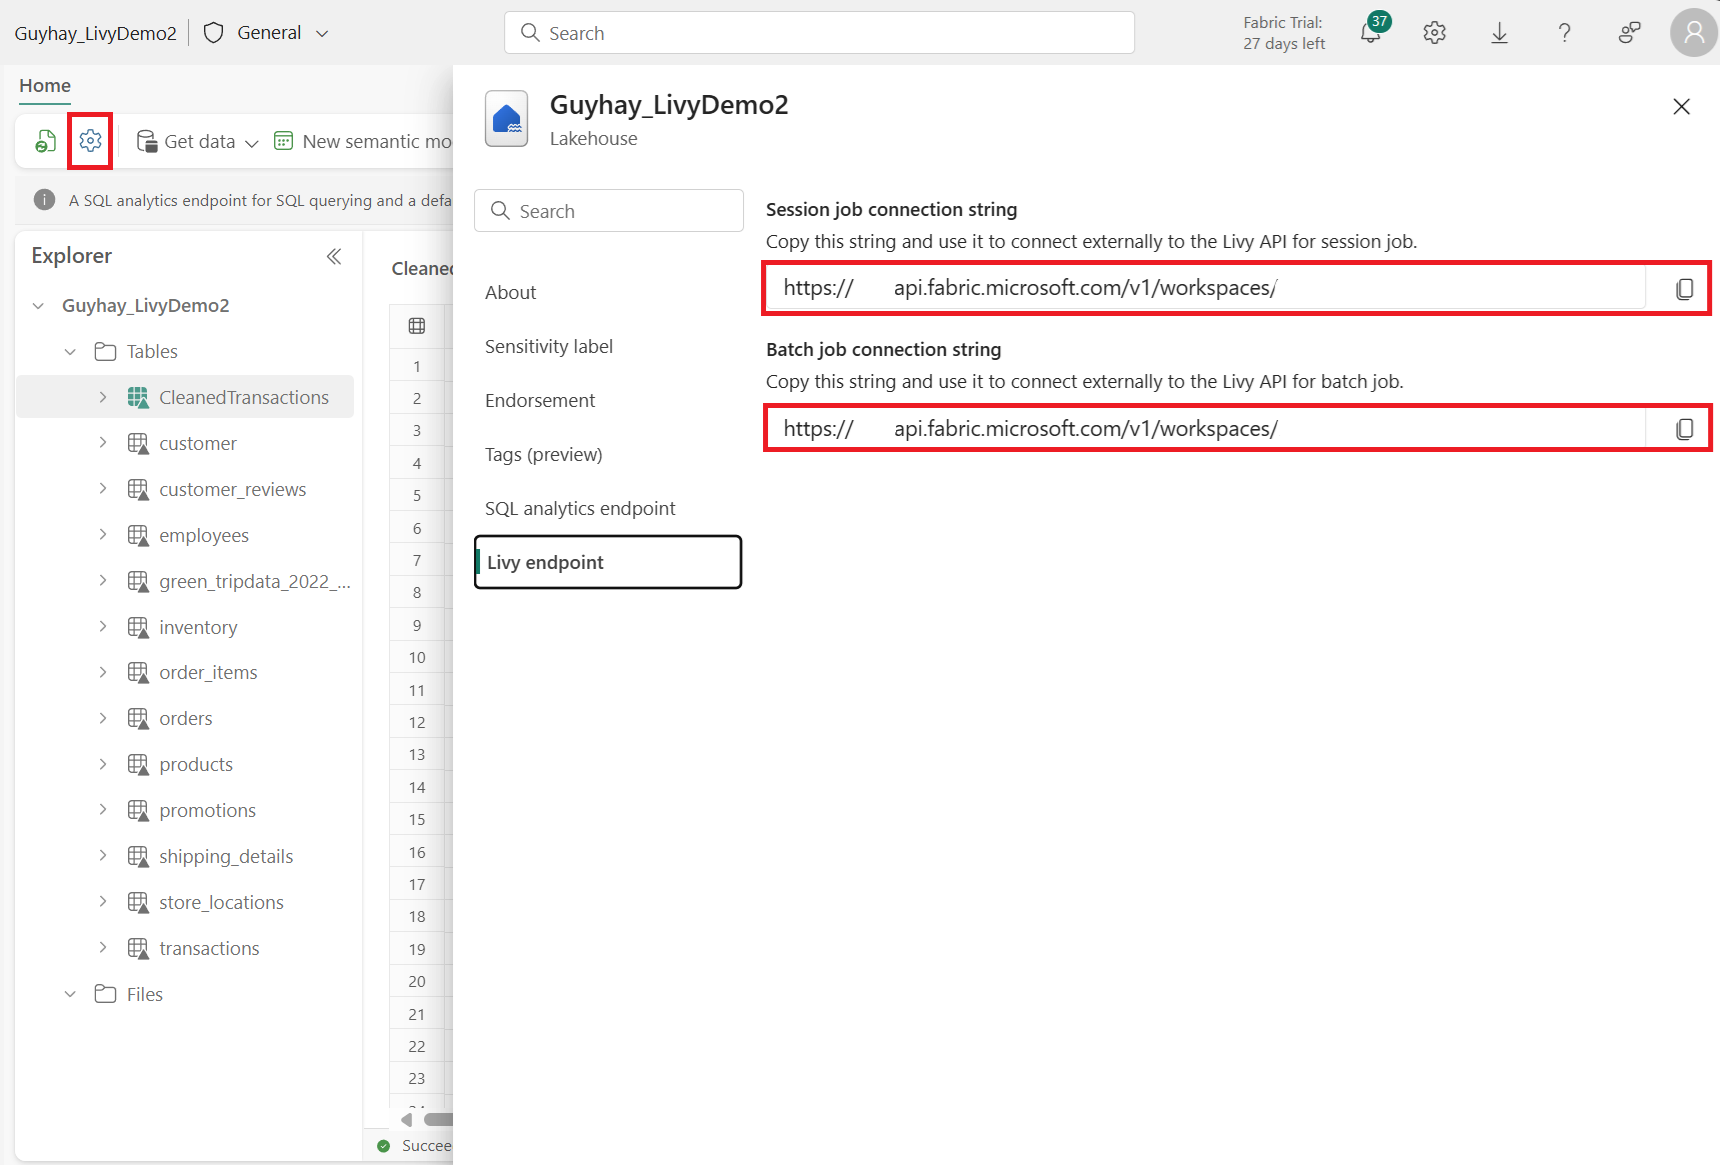 Guyhay_LivyDemo2
General
Search
Fabric Trial:
27 days left
37
Home
Get data
New semantic mo
A SQL analytics endpoint for SQL querying and a defa
Explorer
Guyhay_LivyDemo2
Tables
CleanedTransactions
customer
customer_reviews
employees
green_tripdata_2022_...
inventory
order_items
orders
products
promotions
shipping_details
store_locations
transactions
Files
Cleaned
1
2
3
4
5
6
7
8
9
10
11
12
13
14
15
16
17
18
19
20
21
22
23
Succee
Guyhay_LivyDemo2
Lakehouse
Search
About
Sensitivity label
Endorsement
Tags (preview)
SQL analytics endpoint
Livy endpoint
Session job connection string
Copy this string and use it to connect externally to the Livy API for session job.
https:// api.fabric.microsoft.com/v1/workspaces/
Batch job connection string
Copy this string and use it to connect externally to the Livy API for batch job.
https:// api.fabric.microsoft.com/v1/workspaces/